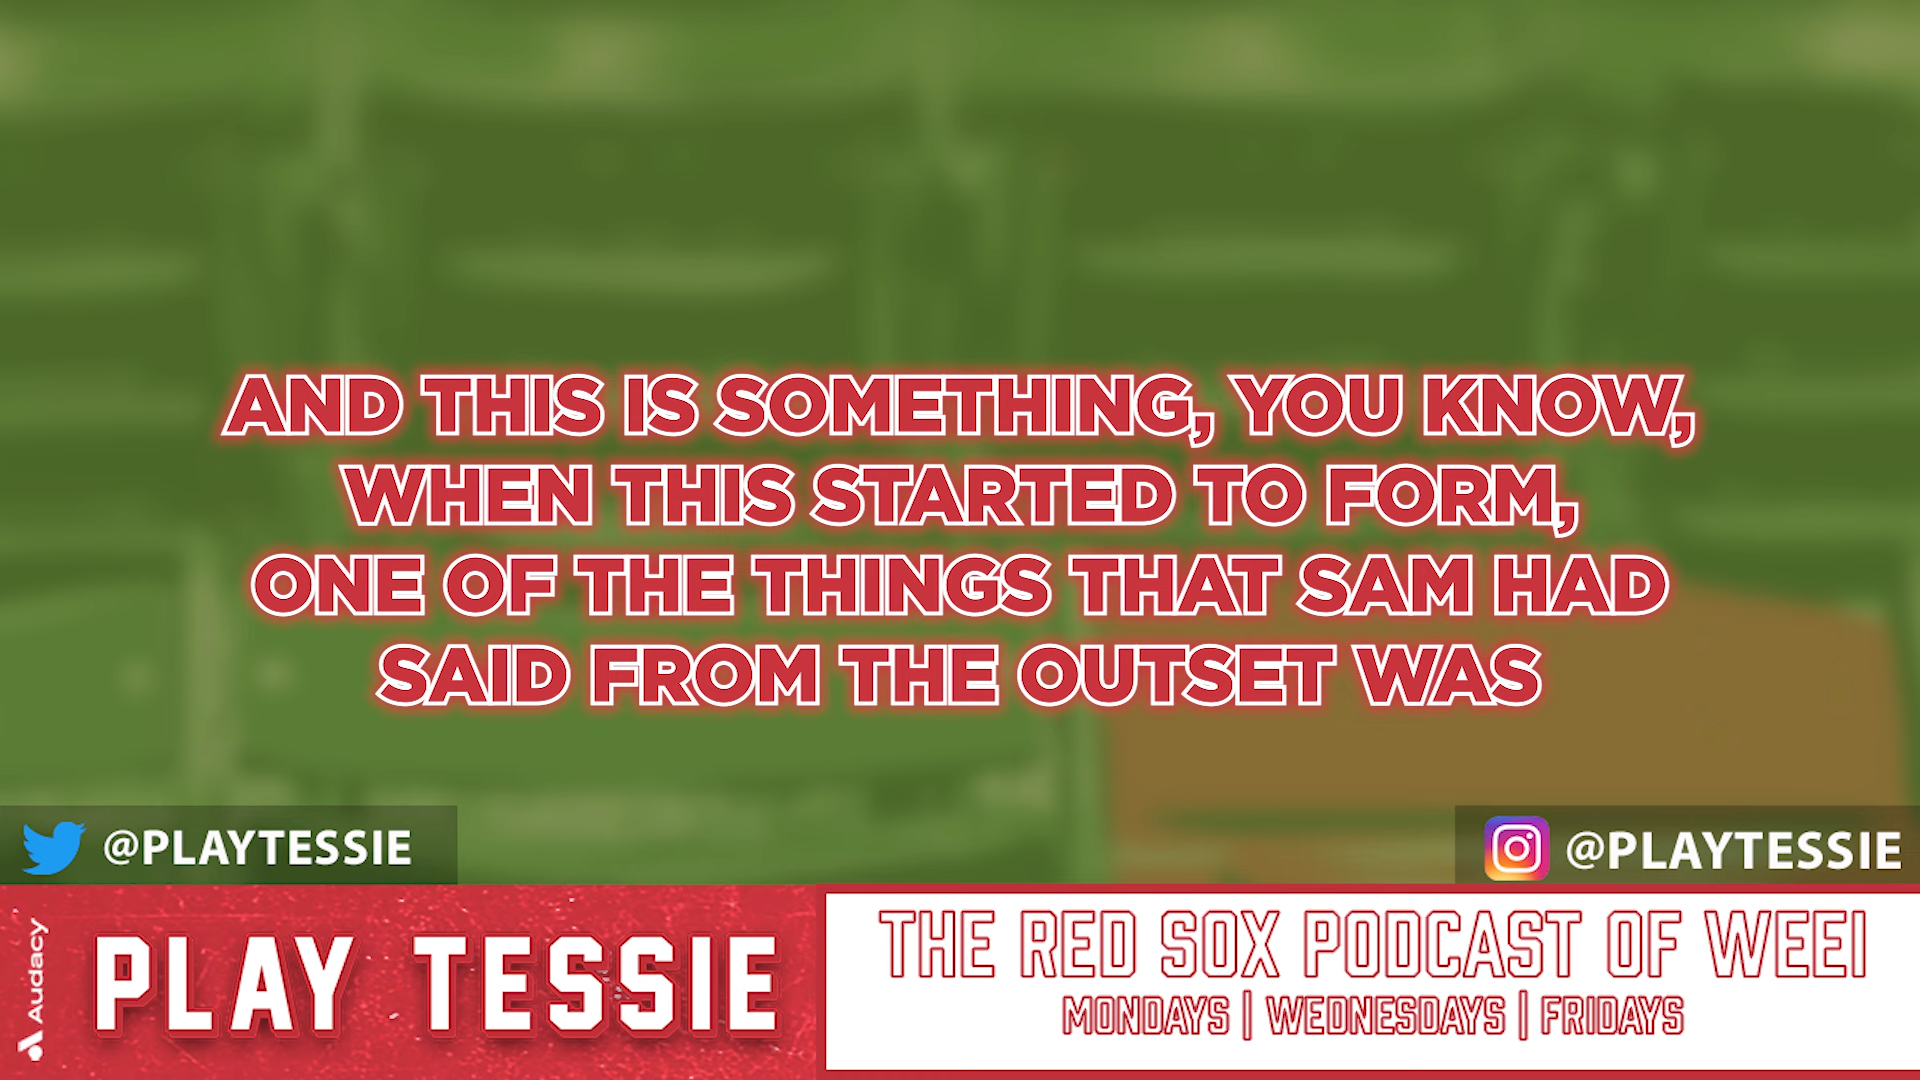 AND THIS IS SOMETHING, YOU KNOW,
WHEN THIS STARTED TO FORM,
ONE OF THE THINGS THAT SAM HAD
SAID FROM THE OUTSET WAS
@PLAYTESSIE
@PLAYTESSIE
Audacy
PLAY TESSIE
THE RED SOX PODCAST OF WEEI
MONDAYS | WEDNESDAYS | FRIDAYS